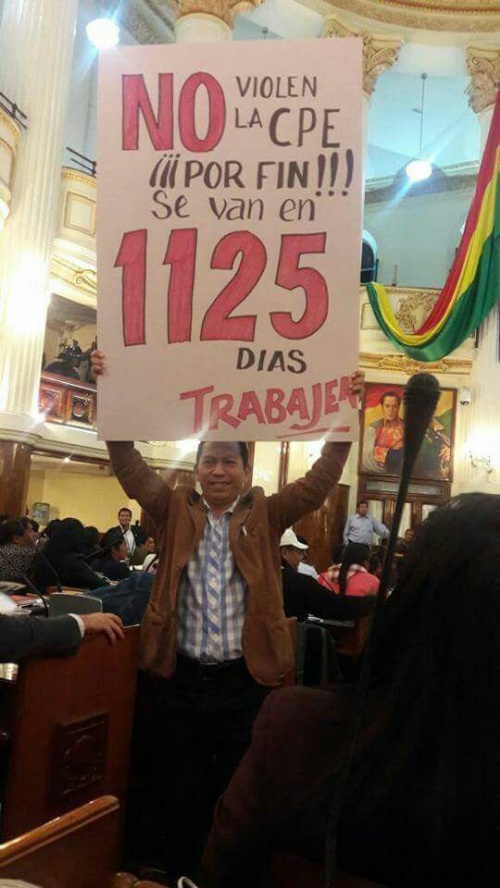 NO VIOLEN
LA CPE
¡¡¡POR FIN!!!
Se van en
1125
DIAS
TRABAJEN